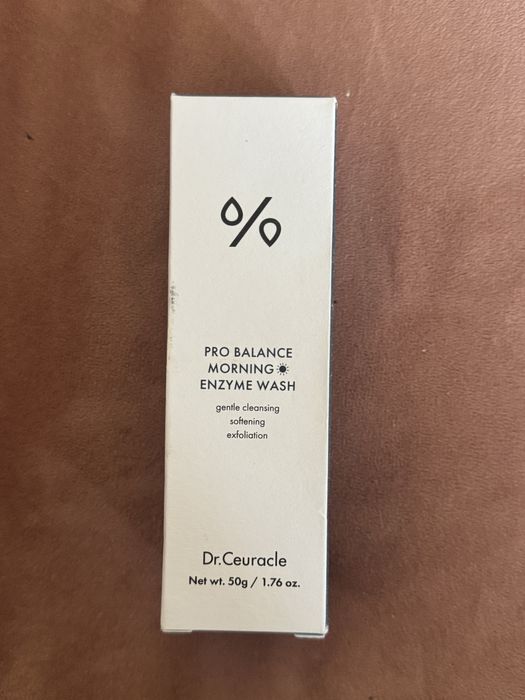 PRO BALANCE
MORNING
ENZYME WASH
gentle cleansing
softening
exfoliation
Dr.Ceuracle
Net wt. 50g / 1.76 oz.